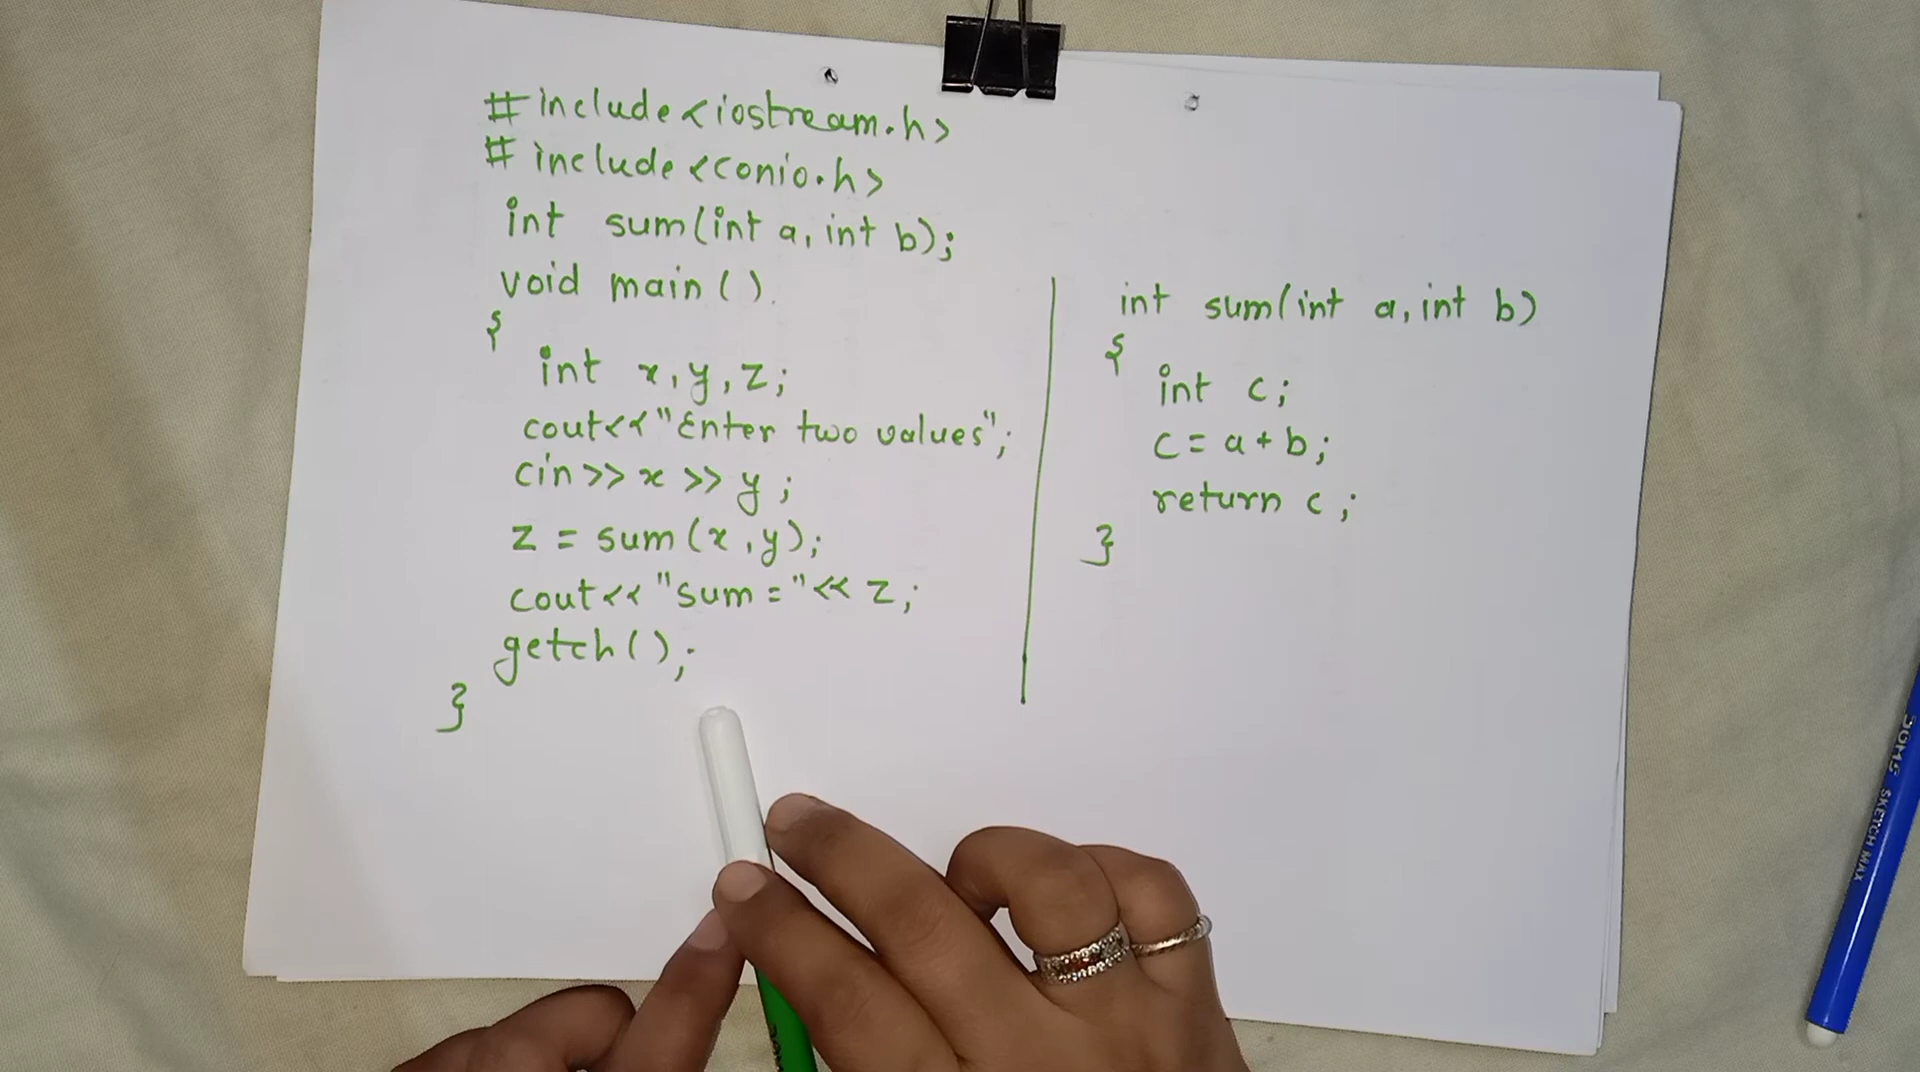 #include<iostream.h>
#include<conio.h>
int sum(int a, int b);
void main().
{
int x, y, z;
cout<<"Enter two values";
cin>>x>>y;
z = sum(x, y);
cout<<"sum="<< z;
getch();
}
int sum(int a, int b)
{
int c;
c = a + b;
return c;
}
SKETCH MAX